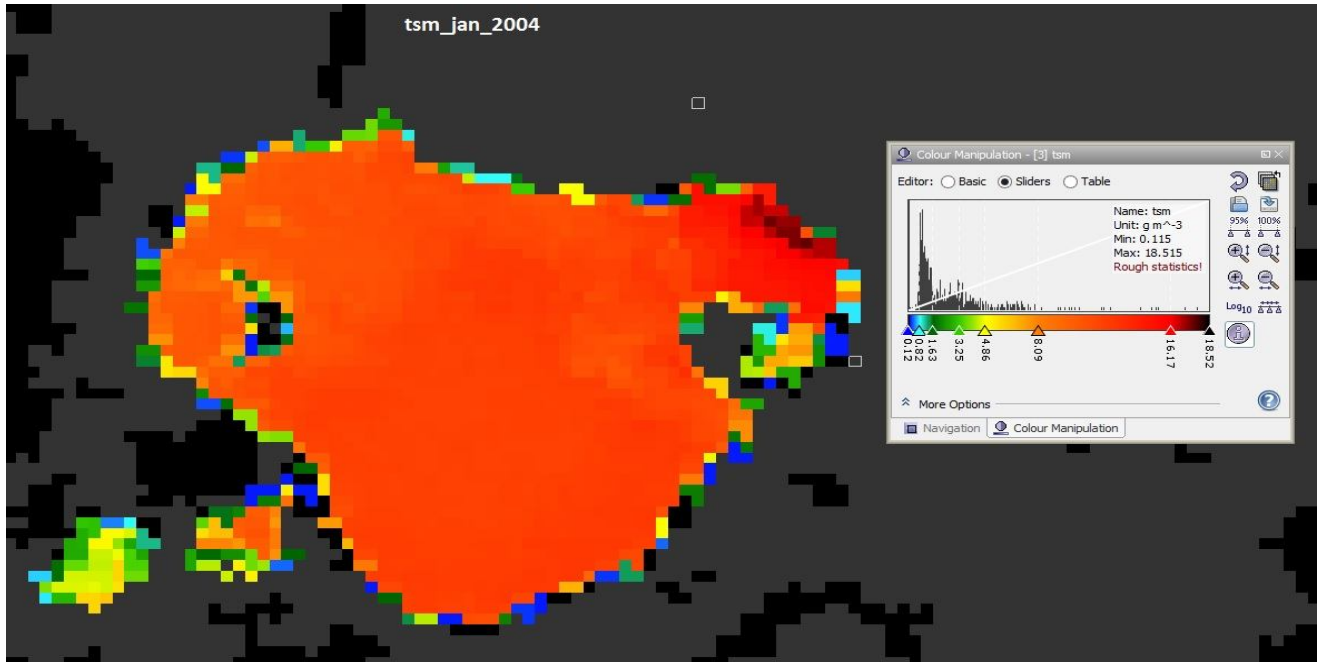 tsm_jan_2004
Colour Manipulation - [3] tsm
Editor: Basic Sliders Table
Name: tsm
Unit: g m^-3
Min: 0.115
Max: 18.515
Rough statistics!
95% 100%
Log10
0.12 0.82 1.63 3.25 4.86 8.09 16.17 18.52
More Options
Navigation Colour Manipulation